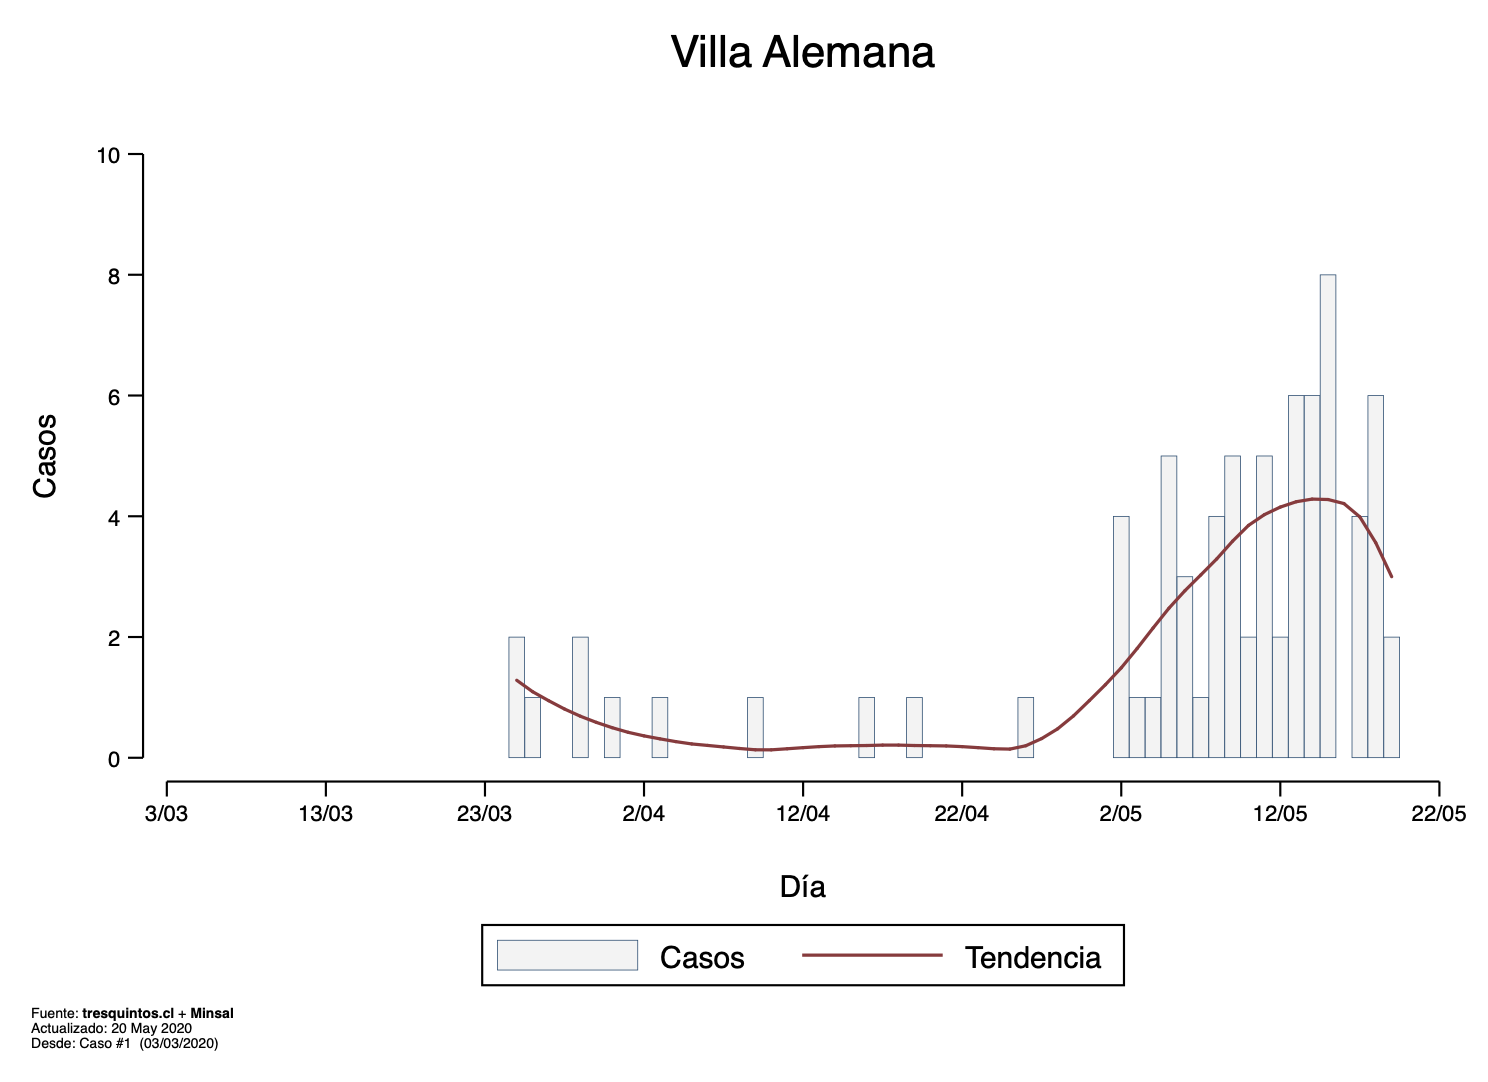 Villa Alemana
10
8
6
4
2
0
Casos
3/03 13/03 23/03 2/04 12/04 22/04 2/05 12/05 22/05
Día
Casos Tendencia
Fuente: tresquintos.cl + Minsal
Actualizado: 20 May 2020
Desde: Caso #1 (03/03/2020)